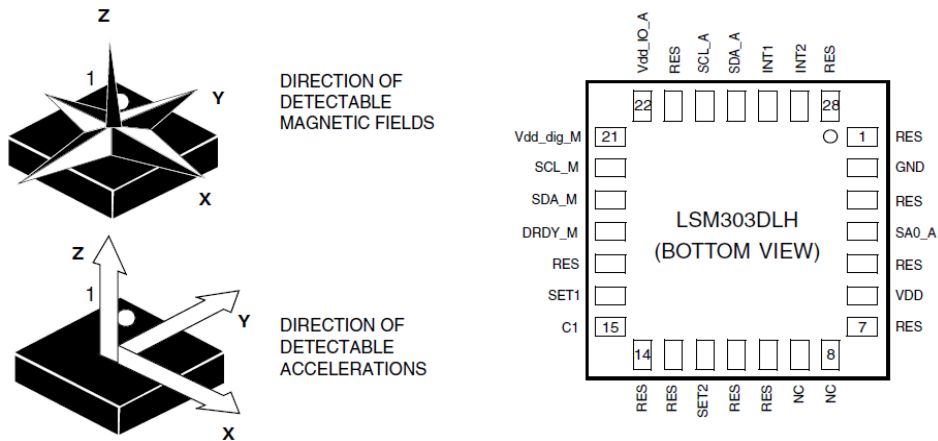 Z
1
Y
X
DIRECTION OF
DETECTABLE
MAGNETIC FIELDS
Z
1
Y
X
DIRECTION OF
DETECTABLE
ACCELERATIONS
Vdd_IO_A
RES
SCL_A
SDA_A
INT1
INT2
RES
22
28
Vdd_dig_M
21
1
RES
SCL_M
GND
SDA_M
RES
DRDY_M
SA0_A
RES
RES
SET1
VDD
C1
15
7
RES
LSM303DLH
(BOTTOM VIEW)
14
8
RES
RES
SET2
RES
RES
NC
NC